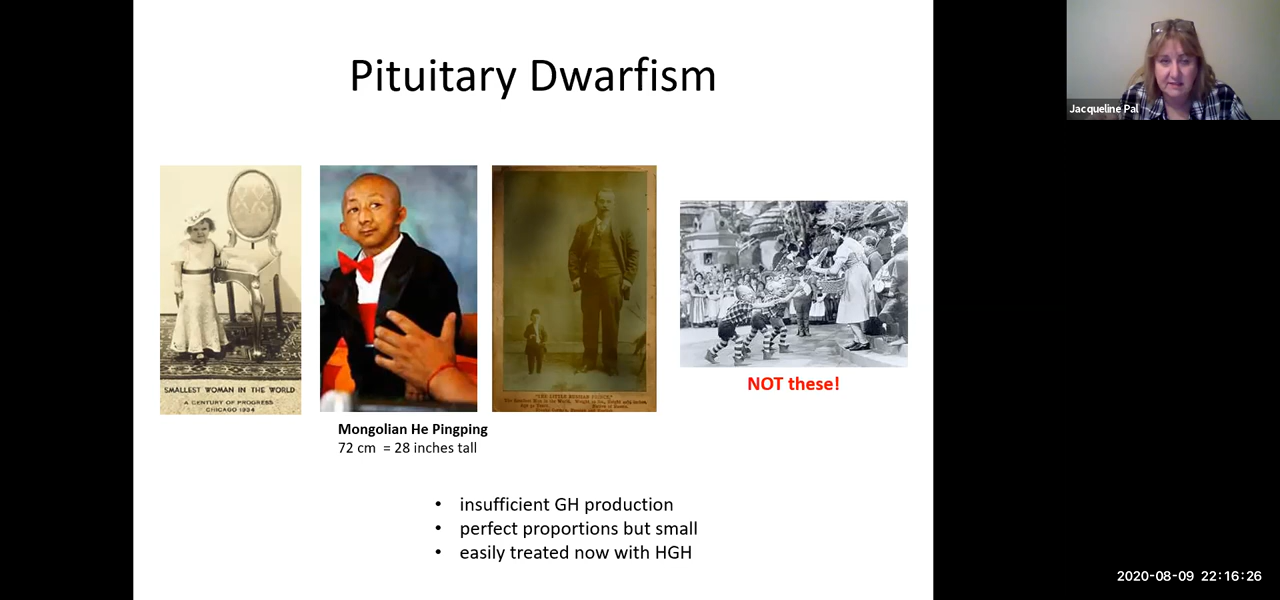 Pituitary Dwarfism
Jacqueline Pal
SMALLEST WOMAN IN THE WORLD
A CENTURY OF PROGRESS
CHICAGO 1934
NOT these!
Mongolian He Pingping
72 cm = 28 inches tall
• insufficient GH production
• perfect proportions but small
• easily treated now with HGH
2020-08-09 22:16:26